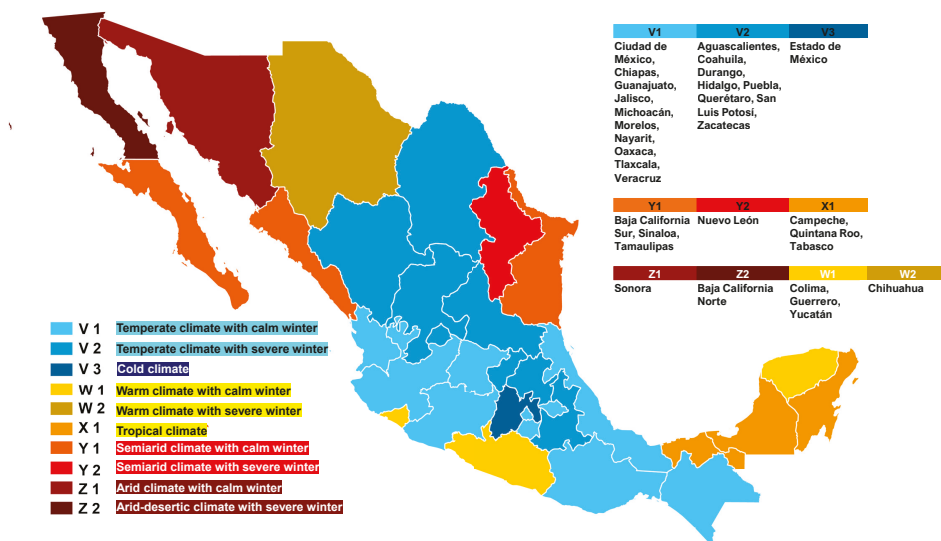 V1
Ciudad de
México,
Chiapas,
Guanajuato,
Jalisco,
Michoacán,
Morelos,
Nayarit,
Oaxaca,
Tlaxcala,
Veracruz
V2
Aguascalientes,
Coahuila,
Durango,
Hidalgo, Puebla,
Querétaro, San
Luis Potosí,
Zacatecas
V3
Estado de
México
Y1
Baja California
Sur, Sinaloa,
Tamaulipas
Y2
Nuevo León
X1
Campeche,
Quintana Roo,
Tabasco
Z1
Sonora
Z2
Baja California
Norte
W1
Colima,
Guerrero,
Yucatán
W2
Chihuahua
V 1 Temperate climate with calm winter
V 2 Temperate climate with severe winter
V 3 Cold climate
W 1 Warm climate with calm winter
W 2 Warm climate with severe winter
X 1 Tropical climate
Y 1 Semiarid climate with calm winter
Y 2 Semiarid climate with severe winter
Z 1 Arid climate with calm winter
Z 2 Arid-desertic climate with severe winter